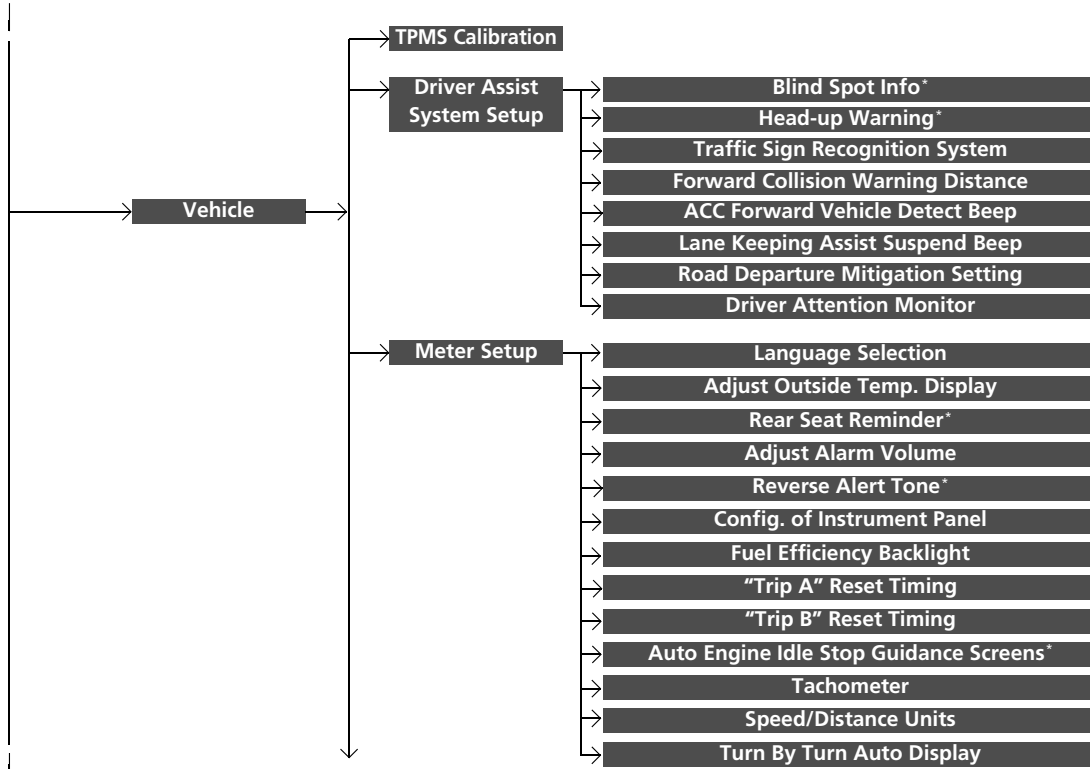 TPMS Calibration
Driver Assist
System Setup
Blind Spot Info*
Head-up Warning*
Traffic Sign Recognition System
Forward Collision Warning Distance
Vehicle
ACC Forward Vehicle Detect Beep
Lane Keeping Assist Suspend Beep
Road Departure Mitigation Setting
Driver Attention Monitor
Meter Setup
Language Selection
Adjust Outside Temp. Display
Rear Seat Reminder*
Adjust Alarm Volume
Reverse Alert Tone*
Config. of Instrument Panel
Fuel Efficiency Backlight
“Trip A” Reset Timing
“Trip B” Reset Timing
Auto Engine Idle Stop Guidance Screens*
Tachometer
Speed/Distance Units
Turn By Turn Auto Display